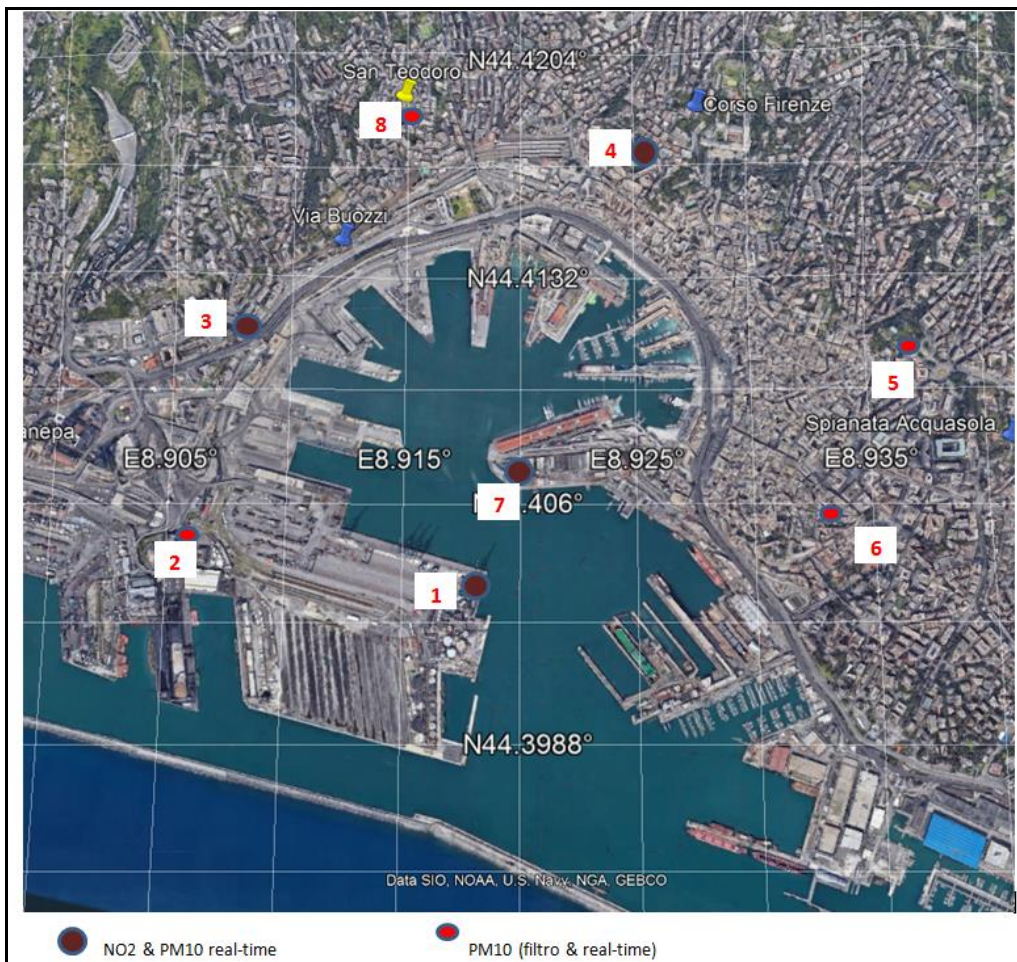 N44.4204°
San Teodoro
8
Corso Firenze
4
Via Buozzi
N44.4132°
3
5
Spianata Acquasola
anepa
E8.905°
E8.915°
E8.925°
E8.935°
7
.406°
6
2
1
N44.3988°
Data SIO, NOAA, U.S. Navy, NGA, GEBCO
NO2 & PM10 real-time
PM10 (filtro & real-time)